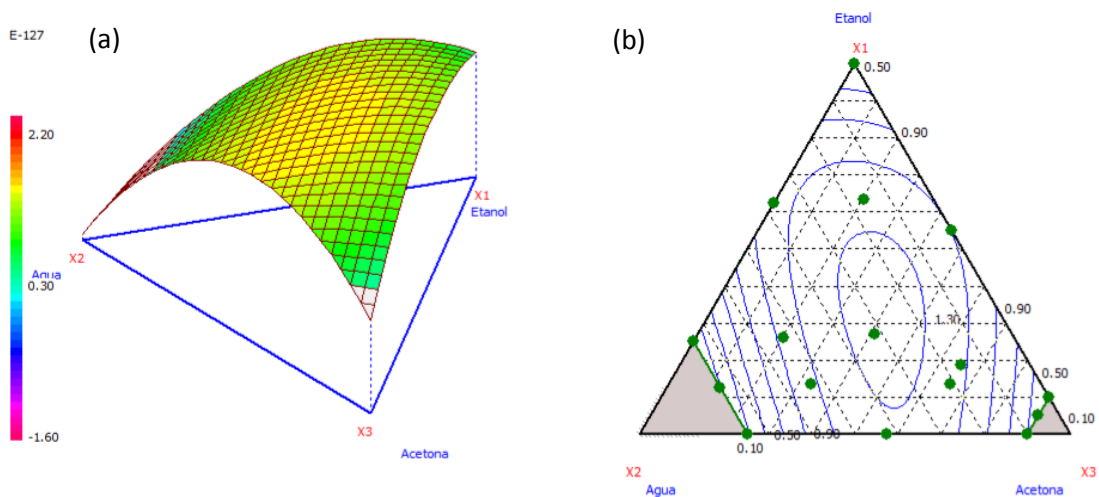 E-127
(a)
2.20
0.30
-1.60
X2
Agua
X1
Etanol
X3
Acetona
(b)
Etanol
X1
0.50
0.90
0.90
1.30
0.50
0.10
0.10
0.50
0.90
X2
Agua
X3
Acetona